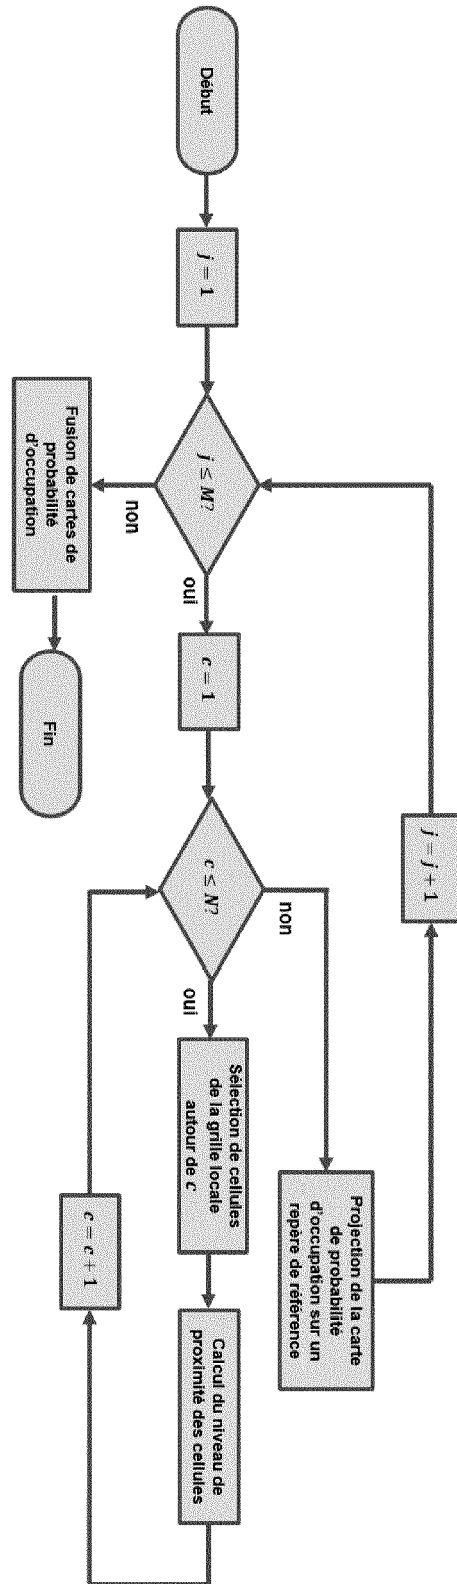 Début
j = 1
j ≤ M?
non
Fusion de cartes de
probabilité
d'occupation
Fin
oui
c = 1
c ≤ N?
non
Projection de la carte
de probabilité
d'occupation sur un
repère de référence
j = j + 1
oui
Sélection de cellules
de la grille locale
autour de c
Calcul du niveau de
proximité des cellules
c = c + 1